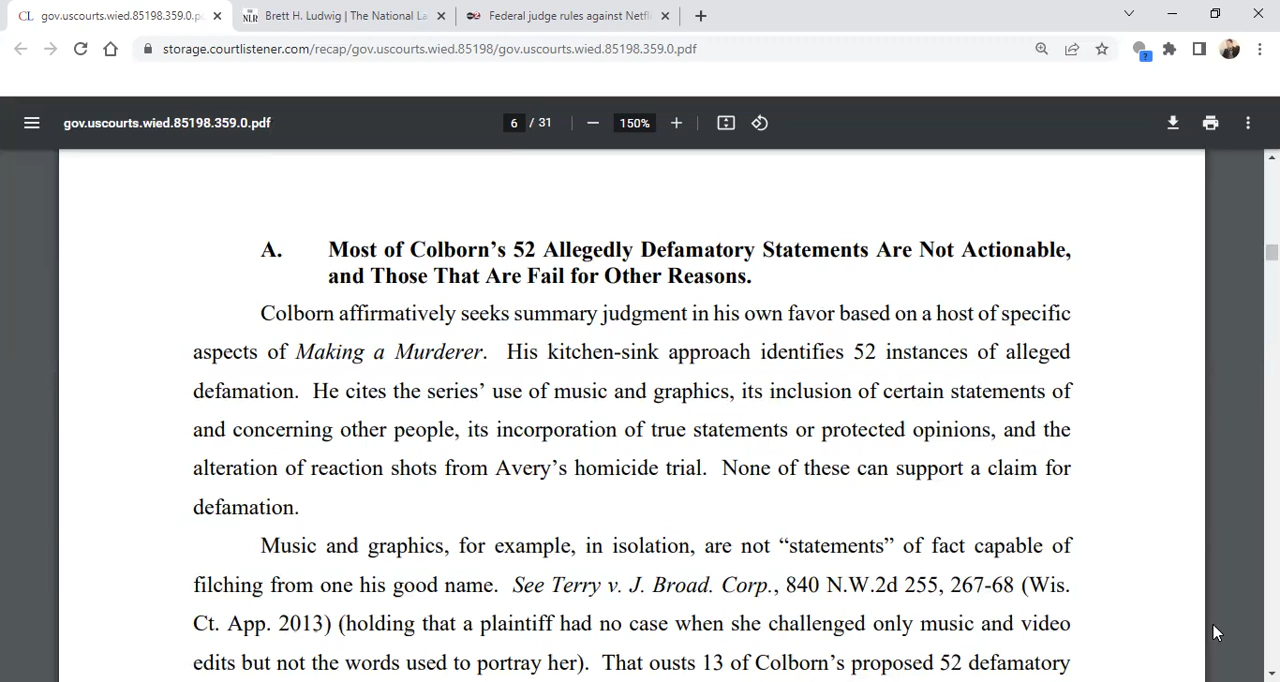 CL gov.uscourts.wied.85198.359.0.p
NLR Brett H. Ludwig | The National La
Federal judge rules against Netfl
storage.courtlistener.com/recap/gov.uscourts.wied.85198/gov.uscourts.wied.85198.359.0.pdf
gov.uscourts.wied.85198.359.0.pdf 6 / 31 150%
A. Most of Colborn’s 52 Allegedly Defamatory Statements Are Not Actionable,
and Those That Are Fail for Other Reasons.
Colborn affirmatively seeks summary judgment in his own favor based on a host of specific
aspects of Making a Murderer. His kitchen-sink approach identifies 52 instances of alleged
defamation. He cites the series’ use of music and graphics, its inclusion of certain statements of
and concerning other people, its incorporation of true statements or protected opinions, and the
alteration of reaction shots from Avery’s homicide trial. None of these can support a claim for
defamation.
Music and graphics, for example, in isolation, are not “statements” of fact capable of
filching from one his good name. See Terry v. J. Broad. Corp., 840 N.W.2d 255, 267-68 (Wis.
Ct. App. 2013) (holding that a plaintiff had no case when she challenged only music and video
edits but not the words used to portray her). That ousts 13 of Colborn’s proposed 52 defamatory